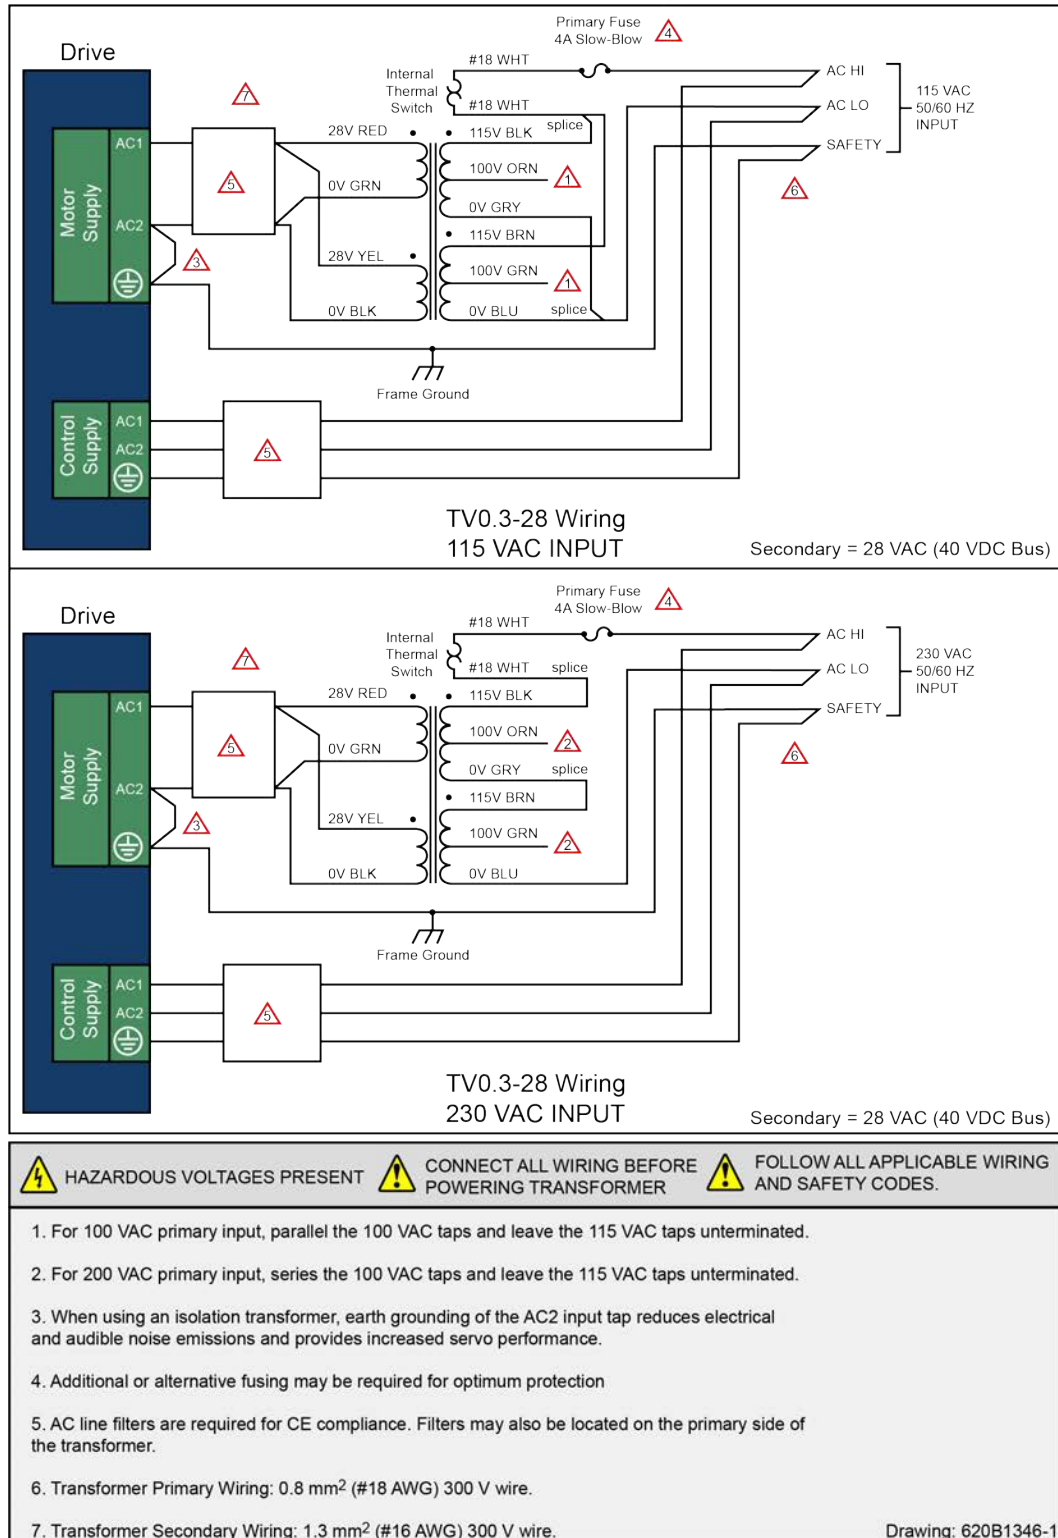 Primary Fuse
4A Slow-Blow
4
Drive
#18 WHT
AC HI
Internal
Thermal
Switch
7
#18 WHT
AC LO
115 VAC
50/60 HZ
INPUT
splice
28V RED
115V BLK
SAFETY
AC1
100V ORN
1
5
0V GRN
6
Motor
Supply
0V GRY
AC2
115V BRN
3
28V YEL
100V GRN
1
0V BLK
0V BLU
splice
Frame Ground
AC1
Control
Supply
AC2
5
TV0.3-28 Wiring
115 VAC INPUT
Secondary = 28 VAC (40 VDC Bus)
Primary Fuse
4A Slow-Blow
4
Drive
#18 WHT
AC HI
Internal
Thermal
Switch
7
#18 WHT
splice
AC LO
230 VAC
50/60 HZ
INPUT
28V RED
115V BLK
SAFETY
AC1
100V ORN
2
5
0V GRN
6
Motor
Supply
0V GRY
splice
AC2
115V BRN
3
28V YEL
100V GRN
2
0V BLK
0V BLU
Frame Ground
AC1
Control
Supply
AC2
5
TV0.3-28 Wiring
230 VAC INPUT
Secondary = 28 VAC (40 VDC Bus)
HAZARDOUS VOLTAGES PRESENT
CONNECT ALL WIRING BEFORE
POWERING TRANSFORMER
FOLLOW ALL APPLICABLE WIRING
AND SAFETY CODES.
1. For 100 VAC primary input, parallel the 100 VAC taps and leave the 115 VAC taps unterminated.
2. For 200 VAC primary input, series the 100 VAC taps and leave the 115 VAC taps unterminated.
3. When using an isolation transformer, earth grounding of the AC2 input tap reduces electrical
and audible noise emissions and provides increased servo performance.
4. Additional or alternative fusing may be required for optimum protection
5. AC line filters are required for CE compliance. Filters may also be located on the primary side of
the transformer.
6. Transformer Primary Wiring: 0.8 mm² (#18 AWG) 300 V wire.
7. Transformer Secondary Wiring: 1.3 mm² (#16 AWG) 300 V wire.
Drawing: 620B1346-1